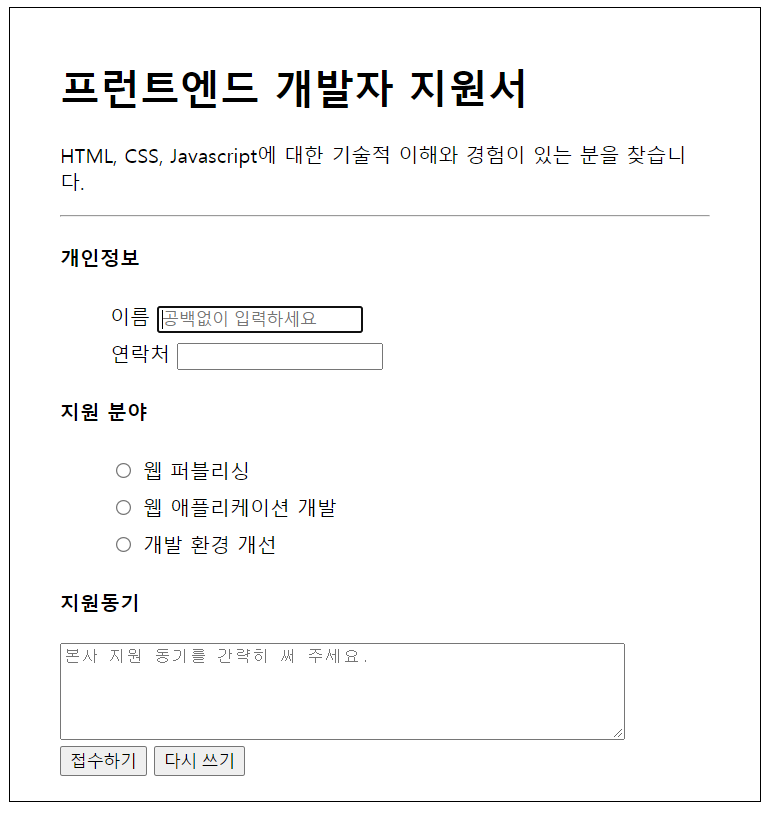 프런트엔드 개발자 지원서
HTML, CSS, Javascript에 대한 기술적 이해와 경험이 있는 분을 찾습니
다.
개인정보
이름 공백없이 입력하세요
연락처
지원 분야
웹 퍼블리싱
웹 애플리케이션 개발
개발 환경 개선
지원동기
본사 지원 동기를 간략히 써 주세요.
접수하기 다시 쓰기